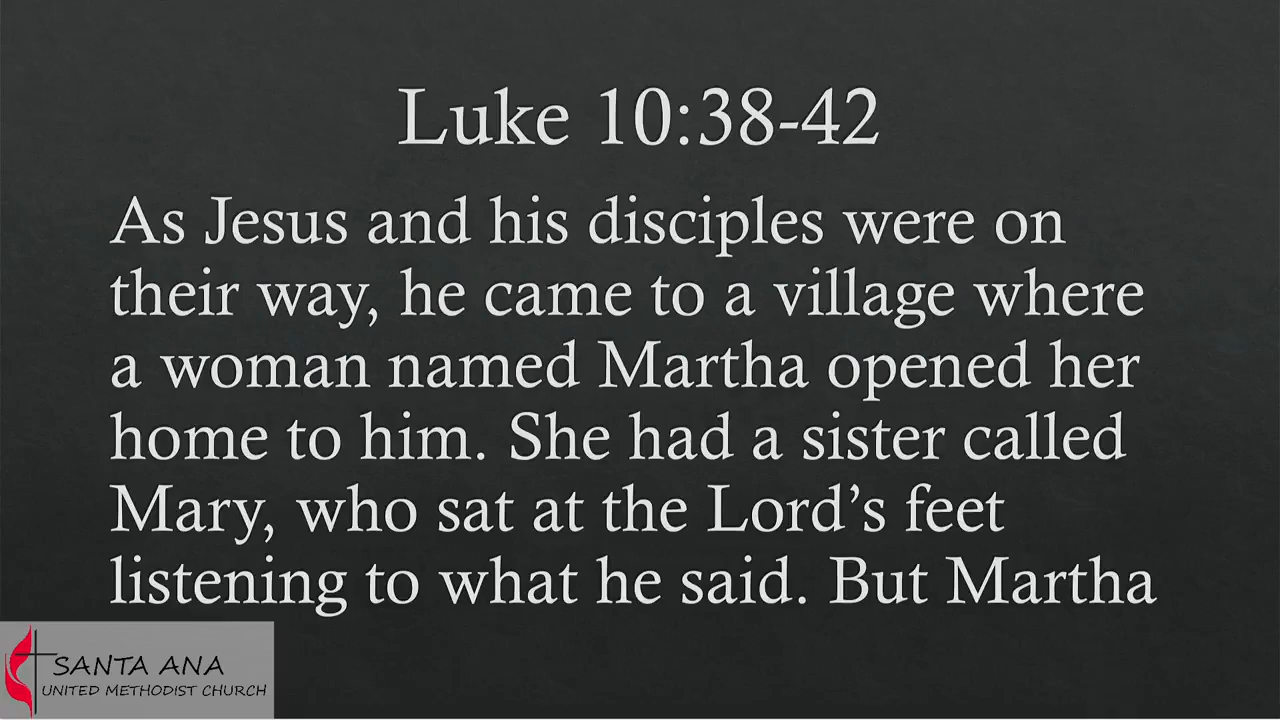 Luke 10:38-42
As Jesus and his disciples were on
their way, he came to a village where
a woman named Martha opened her
home to him. She had a sister called
Mary, who sat at the Lord’s feet
listening to what he said. But Martha
SANTA ANA
UNITED METHODIST CHURCH